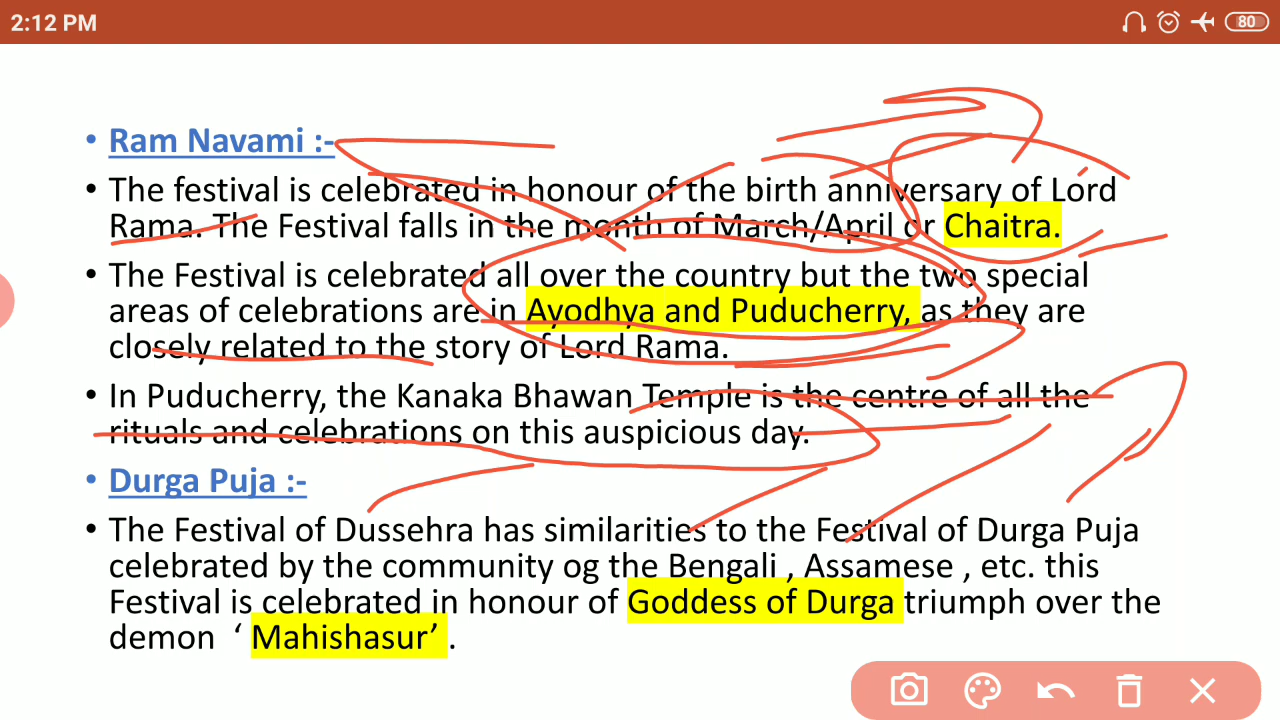 2:12 PM
80
• Ram Navami :-
• The festival is celebrated in honour of the birth anniversary of Lord
Rama. The Festival falls in the month of March/April or Chaitra.
• The Festival is celebrated all over the country but the two special
areas of celebrations are in Ayodhya and Puducherry, as they are
closely related to the story of Lord Rama.
• In Puducherry, the Kanaka Bhawan Temple is the centre of all the
rituals and celebrations on this auspicious day.
• Durga Puja :-
• The Festival of Dussehra has similarities to the Festival of Durga Puja
celebrated by the community og the Bengali , Assamese , etc. this
Festival is celebrated in honour of Goddess of Durga triumph over the
demon ‘ Mahishasur’ .